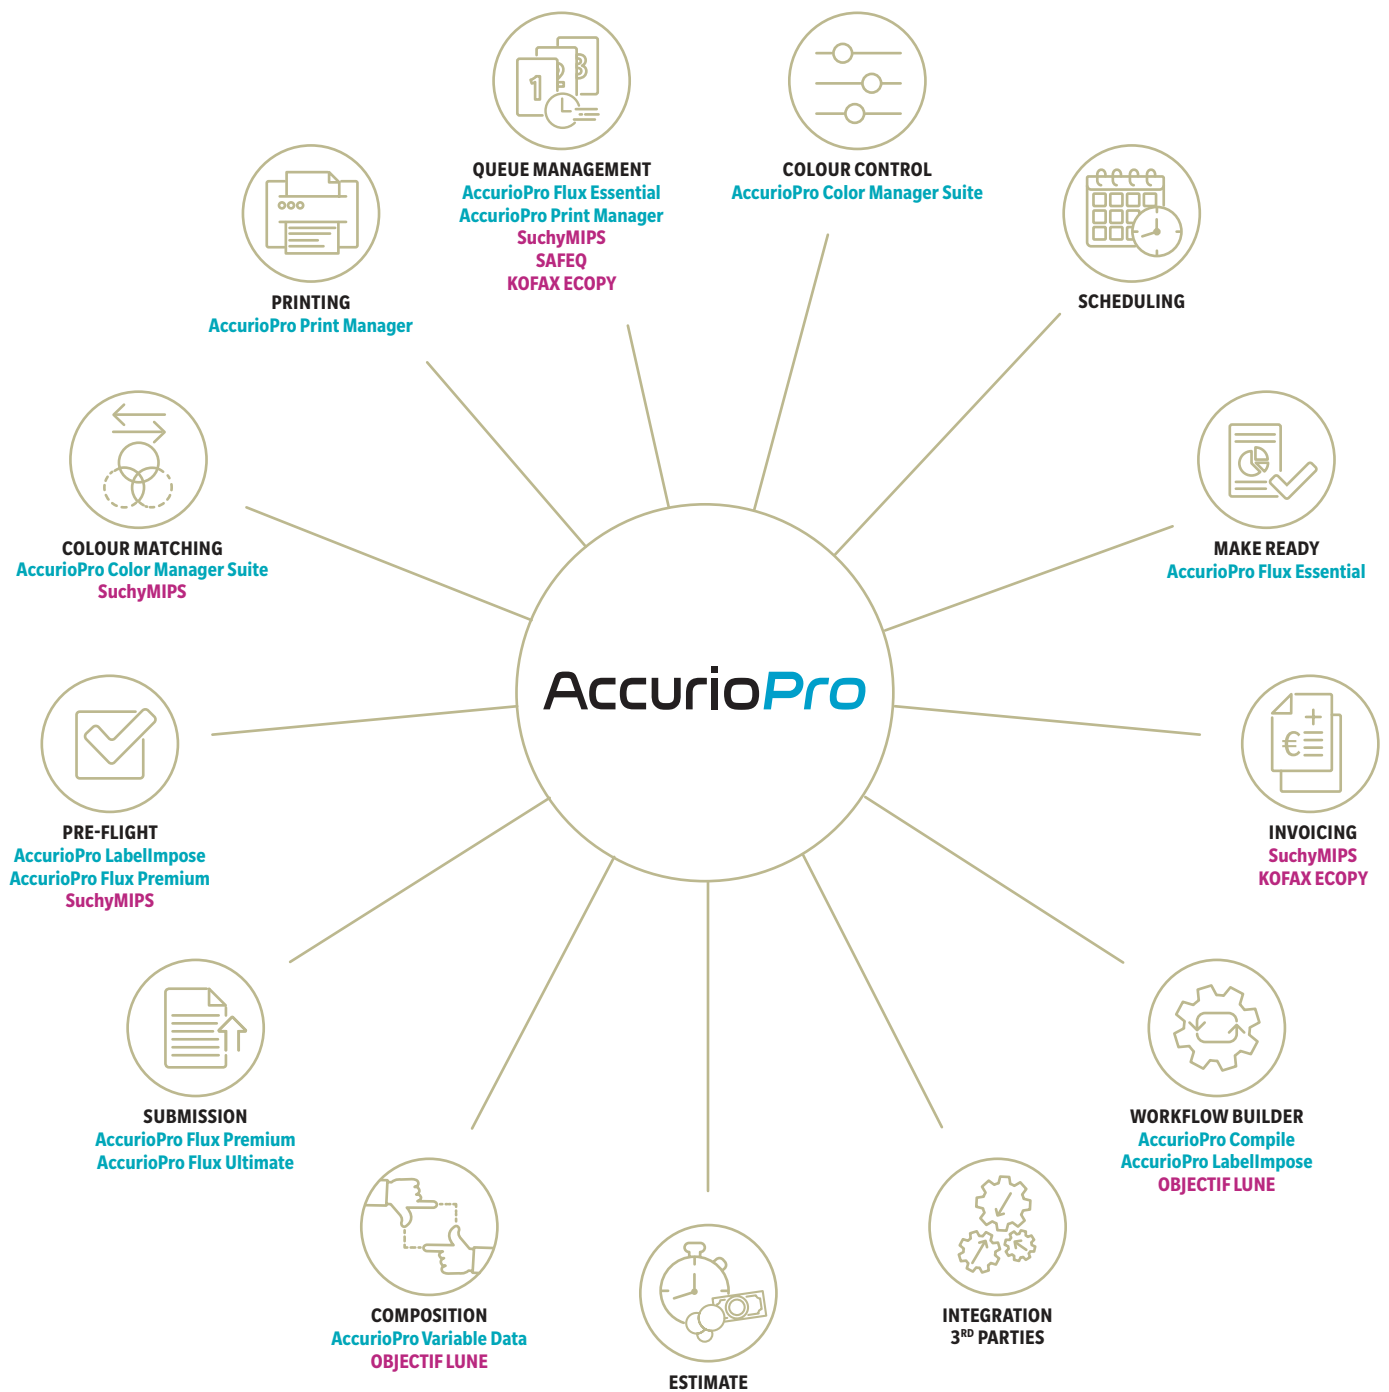 QUEUE MANAGEMENT
AccurioPro Flux Essential
AccurioPro Print Manager
SuchyMIPS
SAFEQ
KOFAX ECOPY
COLOUR CONTROL
AccurioPro Color Manager Suite
PRINTING
AccurioPro Print Manager
SCHEDULING
COLOUR MATCHING
AccurioPro Color Manager Suite
SuchyMIPS
MAKE READY
AccurioPro Flux Essential
AccurioPro
PRE-FLIGHT
AccurioPro LabelImpose
AccurioPro Flux Premium
SuchyMIPS
INVOICING
SuchyMIPS
KOFAX ECOPY
SUBMISSION
AccurioPro Flux Premium
AccurioPro Flux Ultimate
WORKFLOW BUILDER
AccurioPro Compile
AccurioPro LabelImpose
OBJECTIF LUNE
COMPOSITION
AccurioPro Variable Data
OBJECTIF LUNE
INTEGRATION
3RD PARTIES
ESTIMATE
1 2 3
€